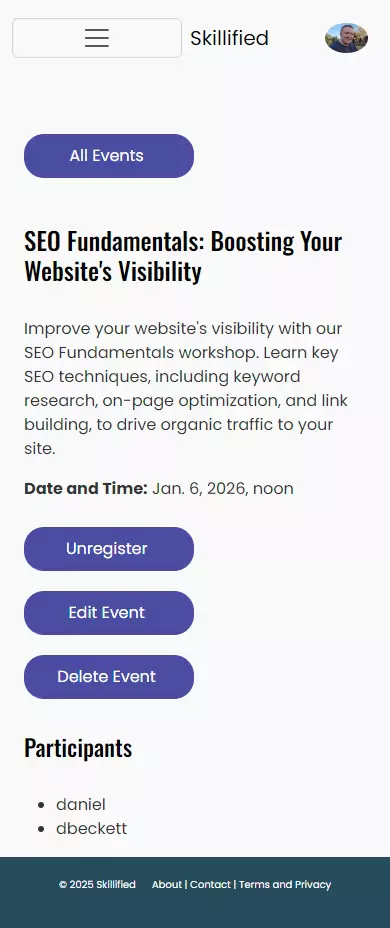 Skillified
All Events
SEO Fundamentals: Boosting Your
Website's Visibility
Improve your website's visibility with our
SEO Fundamentals workshop. Learn key
SEO techniques, including keyword
research, on-page optimization, and link
building, to drive organic traffic to your
site.
Date and Time: Jan. 6, 2026, noon
Unregister
Edit Event
Delete Event
Participants
daniel
dbeckett
© 2025 Skillified About | Contact | Terms and Privacy